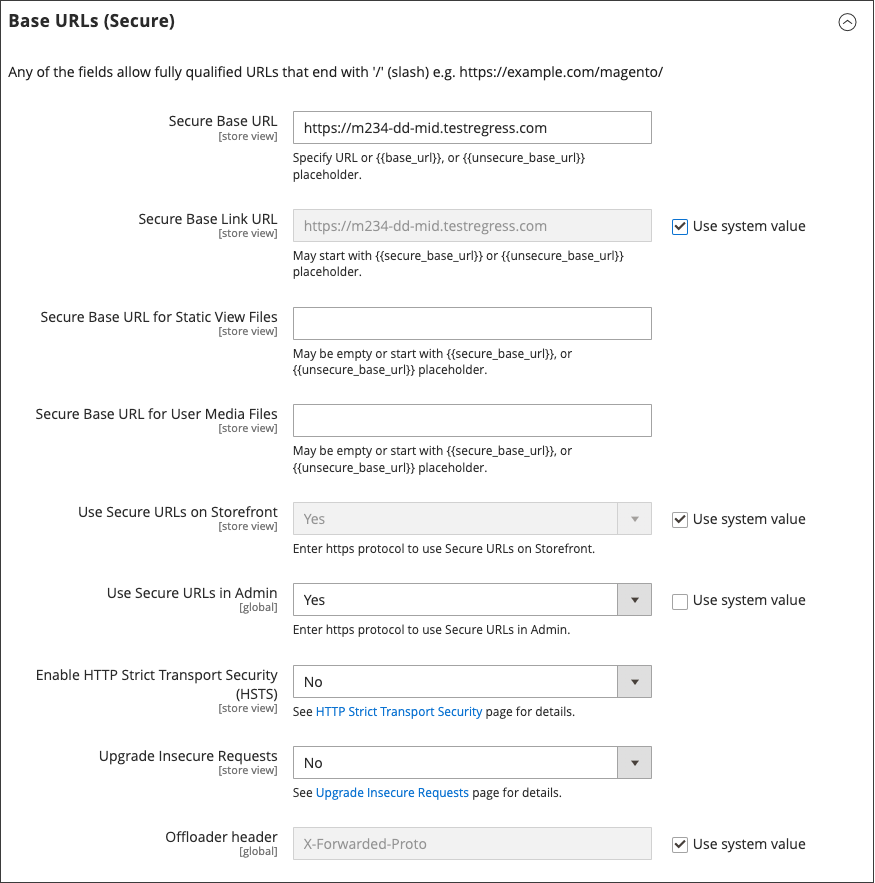 Base URLs (Secure)
Any of the fields allow fully qualified URLs that end with '/' (slash) e.g. https://example.com/magento/
Secure Base URL
[store view]
https://m234-dd-mid.testregress.com
Specify URL or {{base_url}}, or {{unsecure_base_url}}
placeholder.
Secure Base Link URL
[store view]
https://m234-dd-mid.testregress.com
Use system value
May start with {{secure_base_url}} or {{unsecure_base_url}}
placeholder.
Secure Base URL for Static View Files
[store view]
May be empty or start with {{secure_base_url}}, or
{{unsecure_base_url}} placeholder.
Secure Base URL for User Media Files
[store view]
May be empty or start with {{secure_base_url}}, or
{{unsecure_base_url}} placeholder.
Use Secure URLs on Storefront
[store view]
Yes
Use system value
Enter https protocol to use Secure URLs on Storefront.
Use Secure URLs in Admin
[global]
Yes
Use system value
Enter https protocol to use Secure URLs in Admin.
Enable HTTP Strict Transport Security
(HSTS)
[store view]
No
See HTTP Strict Transport Security page for details.
Upgrade Insecure Requests
[store view]
No
See Upgrade Insecure Requests page for details.
Offloader header
[global]
X-Forwarded-Proto
Use system value